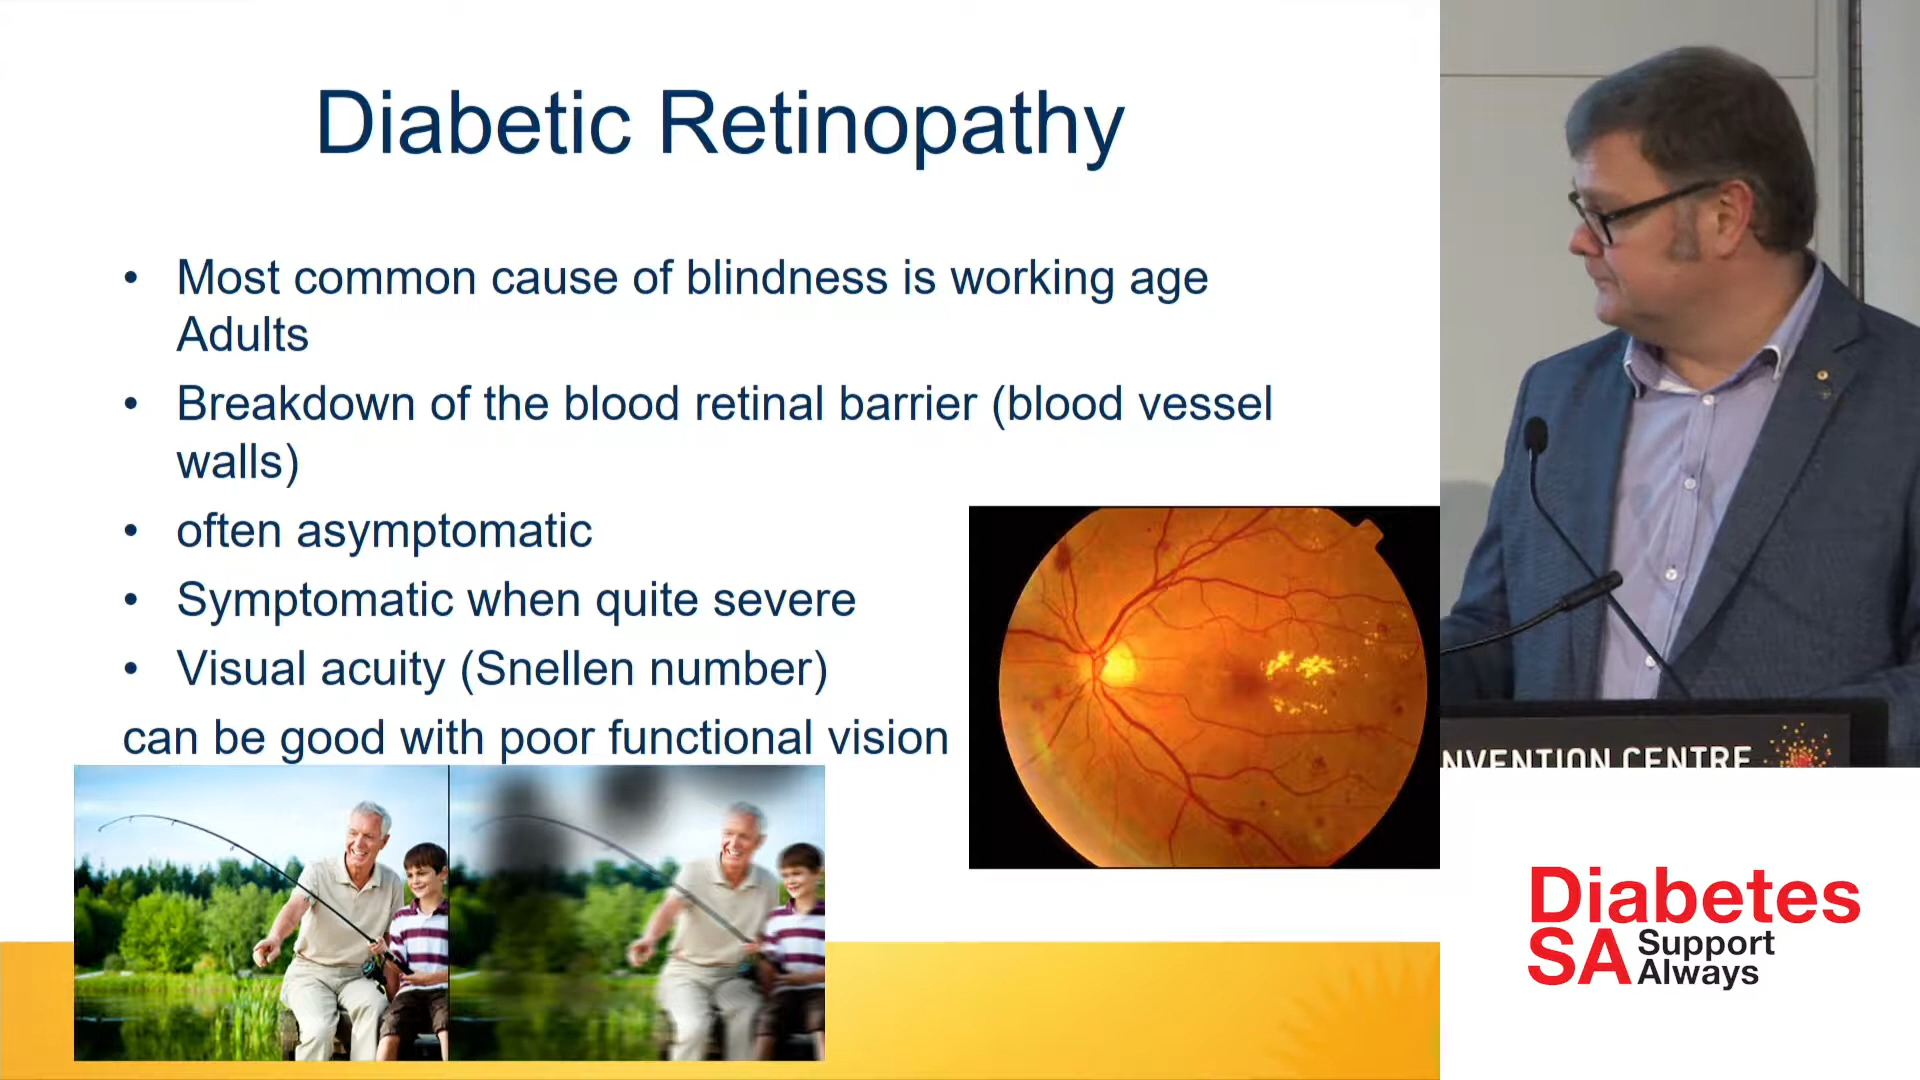 Diabetic Retinopathy
• Most common cause of blindness is working age
Adults
• Breakdown of the blood retinal barrier (blood vessel
walls)
• often asymptomatic
• Symptomatic when quite severe
• Visual acuity (Snellen number)
can be good with poor functional vision
NVENTION CENTRE
Diabetes
SA Support
Always